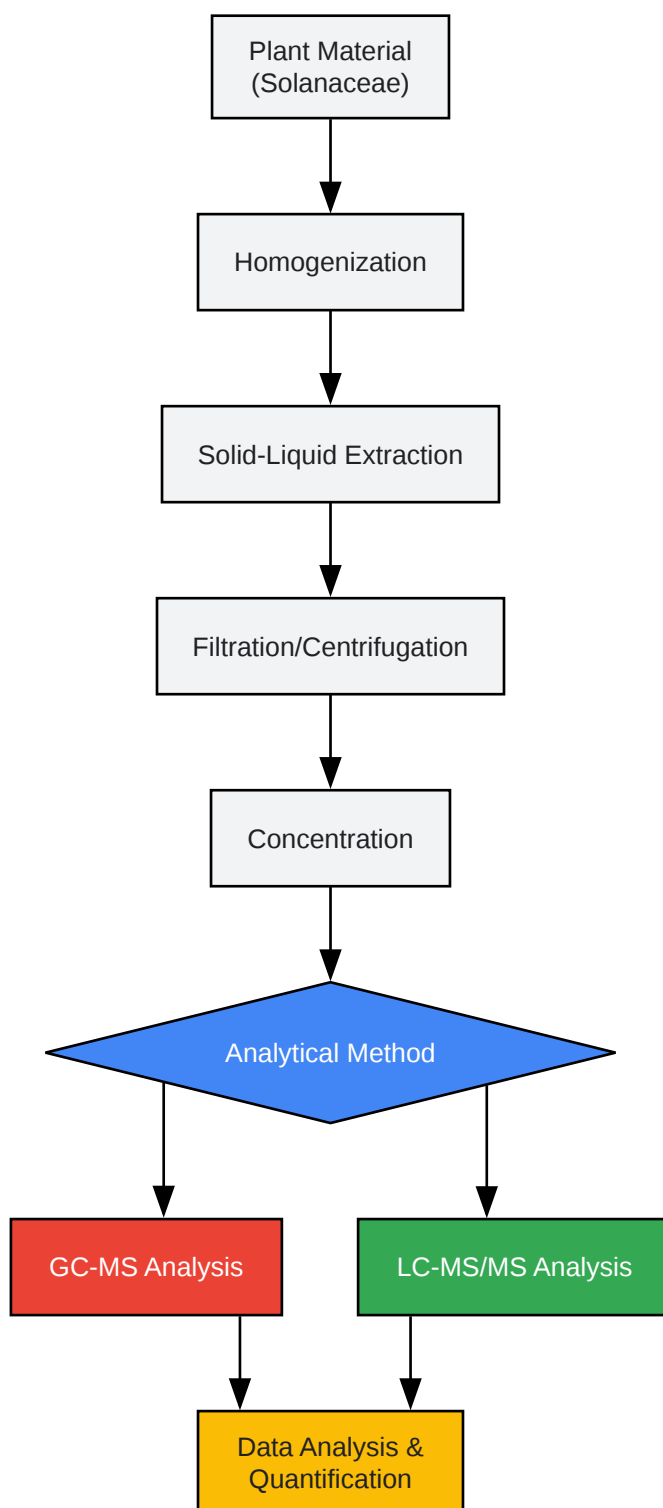 Plant Material
(Solanaceae)
Homogenization
Solid-Liquid Extraction
Filtration/Centrifugation
Concentration
Analytical Method
GC-MS Analysis
LC-MS/MS Analysis
Data Analysis &
Quantification